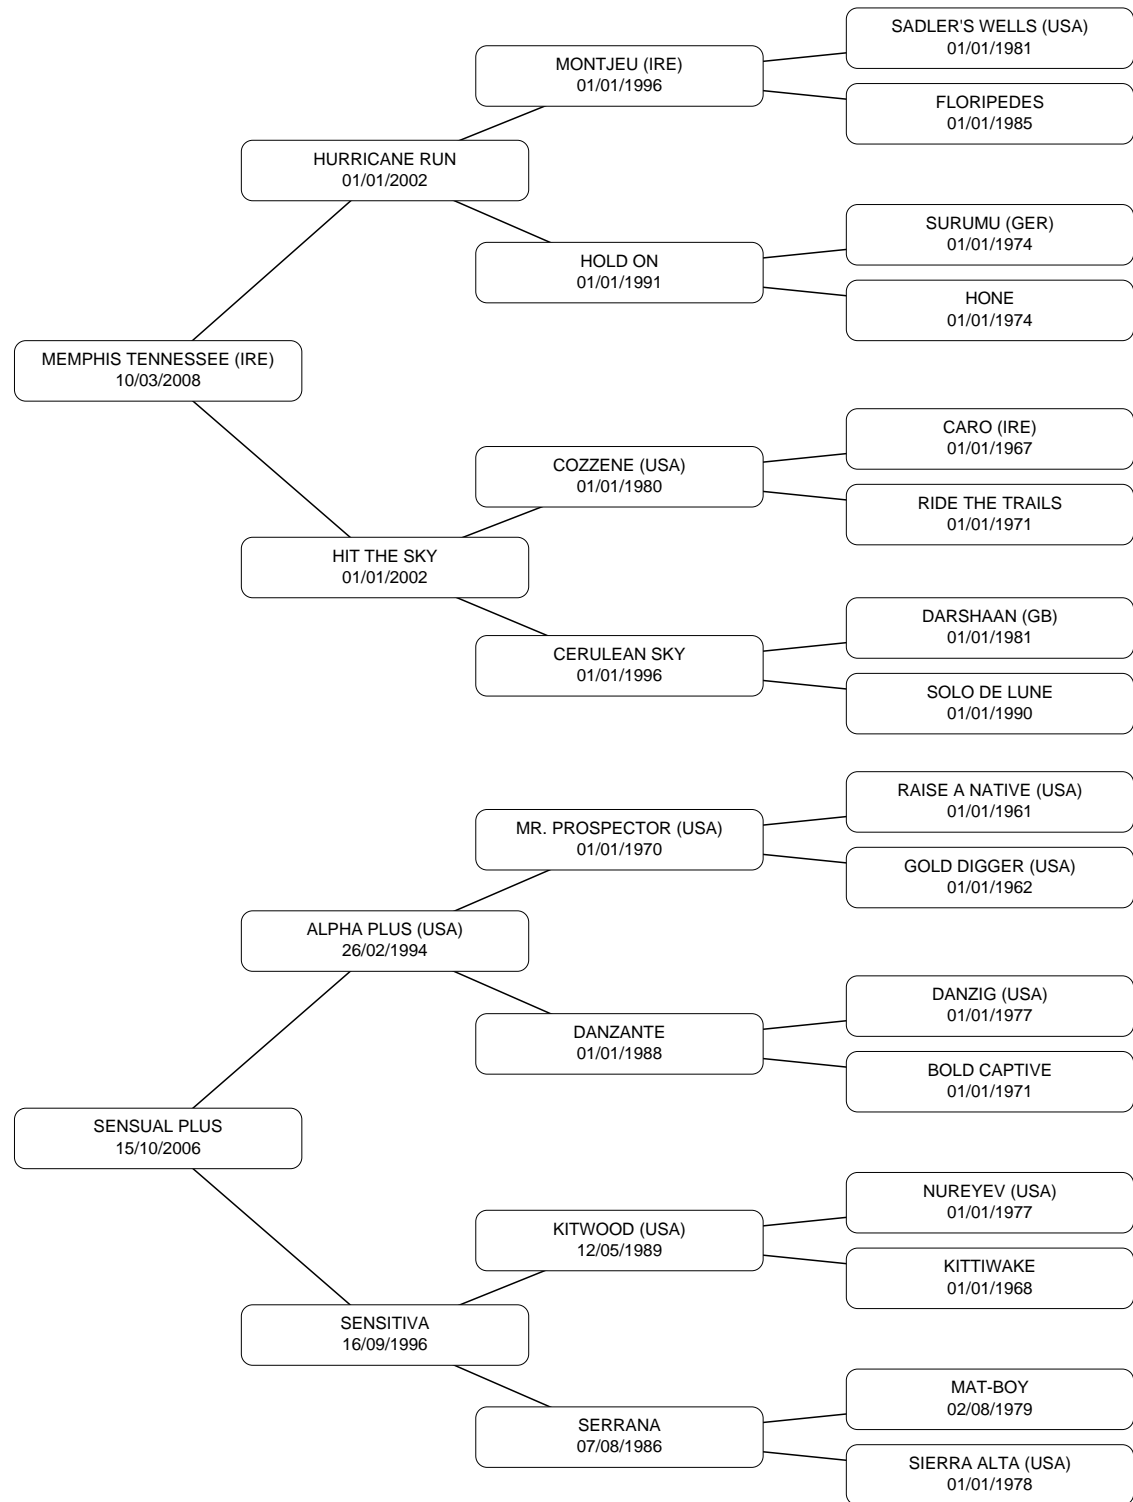 SADLER'S WELLS (USA)
01/01/1981
MONTJEU (IRE)
01/01/1996
FLORIPEDES
01/01/1985
HURRICANE RUN
01/01/2002
SURUMU (GER)
01/01/1974
HOLD ON
01/01/1991
HONE
01/01/1974
MEMPHIS TENNESSEE (IRE)
10/03/2008
CARO (IRE)
01/01/1967
COZZENE (USA)
01/01/1980
RIDE THE TRAILS
01/01/1971
HIT THE SKY
01/01/2002
DARSHAAN (GB)
01/01/1981
CERULEAN SKY
01/01/1996
SOLO DE LUNE
01/01/1990
RAISE A NATIVE (USA)
01/01/1961
MR. PROSPECTOR (USA)
01/01/1970
GOLD DIGGER (USA)
01/01/1962
ALPHA PLUS (USA)
26/02/1994
DANZIG (USA)
01/01/1977
DANZANTE
01/01/1988
BOLD CAPTIVE
01/01/1971
SENSUAL PLUS
15/10/2006
NUREYEV (USA)
01/01/1977
KITWOOD (USA)
12/05/1989
KITTIWAKE
01/01/1968
SENSITIVA
16/09/1996
MAT-BOY
02/08/1979
SERRANA
07/08/1986
SIERRA ALTA (USA)
01/01/1978